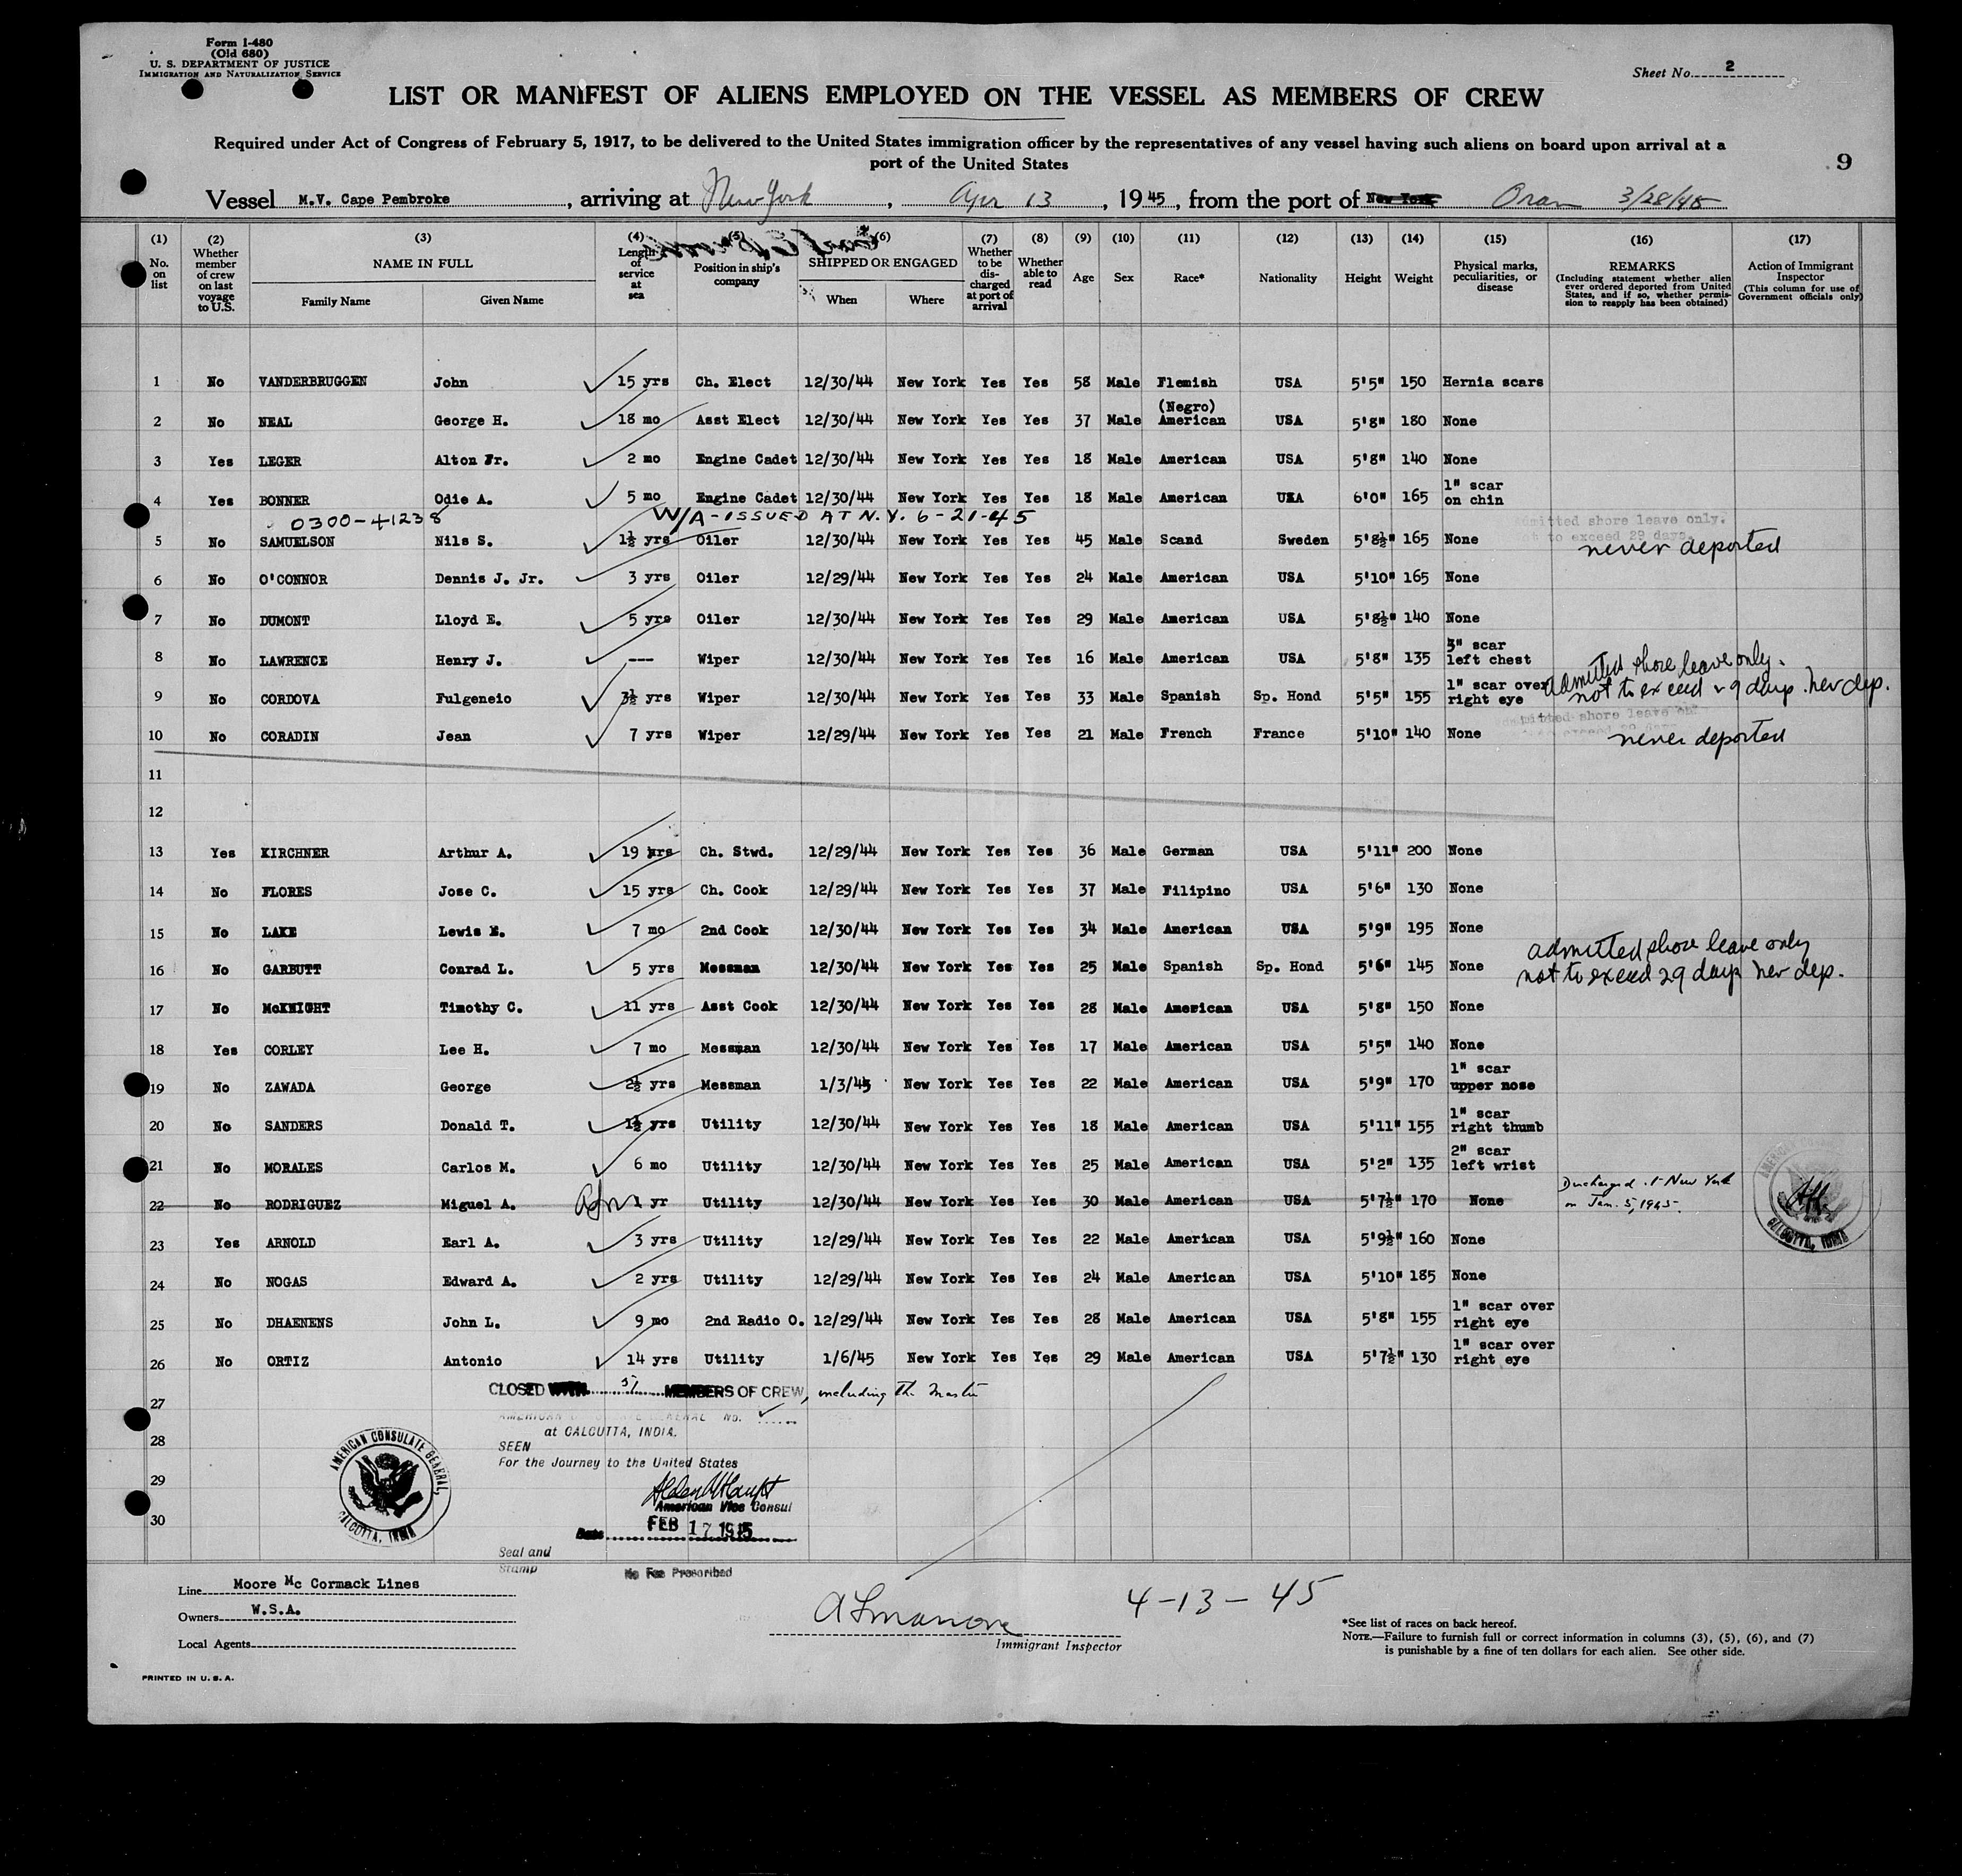 Form I-480
(Old 680)
U. S. DEPARTMENT OF JUSTICE
IMMIGRATION AND NATURALIZATION SERVICE
Sheet No. 2
LIST OR MANIFEST OF ALIENS EMPLOYED ON THE VESSEL AS MEMBERS OF CREW
Required under Act of Congress of February 5, 1917, to be delivered to the United States immigration officer by the representatives of any vessel having such aliens on board upon arrival at a
port of the United States
9
Vessel M.V. Cape Pembroke, arriving at New York, Apr 13, 1945, from the port of New York Oran 3/28/45
(1) No. on list
(2) Whether member of crew on last voyage to U.S.
(3) NAME IN FULL
Family Name Given Name
(4) Length of service at sea
(5) Position in ship's company
(6) SHIPPED OR ENGAGED
When Where
(7) Whether to be discharged at port of arrival
(8) Whether able to read
(9) Age
(10) Sex
(11) Race*
(12) Nationality
(13) Height
(14) Weight
(15) Physical marks, peculiarities, or disease
(16) REMARKS
(Including statement whether alien ever ordered deported from United States, and if so, whether permission to reapply has been obtained)
(17) Action of Immigrant Inspector
(This column for use of Government officials only)
1 No VANDERBRUGGEN John 15 yrs Ch. Elect 12/30/44 New York Yes Yes 58 Male Flemish USA 5'5" 150 Hernia scars
2 No NEAL George H. 18 mo Asst Elect 12/30/44 New York Yes Yes 37 Male (Negro) American USA 5'8" 180 None
3 Yes LEGER Alton Jr. 2 mo Engine Cadet 12/30/44 New York Yes Yes 18 Male American USA 5'8" 140 None
4 Yes BONNER Odie A. 5 mo Engine Cadet 12/30/44 New York Yes Yes 18 Male American USA 6'0" 165 1" scar on chin
0300-41238 W/A-ISSUED AT N.Y. 6-21-45
5 No SAMUELSON Nils S. 1½ yrs Oiler 12/30/44 New York Yes Yes 45 Male Scand Sweden 5'8½" 165 None admitted shore leave only. not to exceed 29 days. never deported
6 No O'CONNOR Dennis J. Jr. 3 yrs Oiler 12/29/44 New York Yes Yes 24 Male American USA 5'10" 165 None
7 No DUMONT Lloyd E. 5 yrs Oiler 12/30/44 New York Yes Yes 29 Male American USA 5'8½" 140 None
8 No LAWRENCE Henry J. --- Wiper 12/30/44 New York Yes Yes 16 Male American USA 5'8" 135 3" scar left chest
9 No CORDOVA Fulgencio 3½ yrs Wiper 12/30/44 New York Yes Yes 33 Male Spanish Sp. Hond 5'5" 155 1" scar over right eye admitted shore leave only. not to exceed 29 days. nev dep.
10 No CORADIN Jean 7 yrs Wiper 12/29/44 New York Yes Yes 21 Male French France 5'10" 140 None admitted shore leave only never deported
11
12
13 Yes KIRCHNER Arthur A. 19 yrs Ch. Stwd. 12/29/44 New York Yes Yes 36 Male German USA 5'11" 200 None
14 No FLORES Jose C. 15 yrs Ch. Cook 12/29/44 New York Yes Yes 37 Male Filipino USA 5'6" 130 None
15 No LAKE Lewis E. 7 mo 2nd Cook 12/30/44 New York Yes Yes 34 Male American USA 5'9" 195 None
16 No GARBUTT Conrad L. 5 yrs Messman 12/30/44 New York Yes Yes 25 Male Spanish Sp. Hond 5'6" 145 None admitted shore leave only not to exceed 29 days nev dep.
17 No McKNIGHT Timothy C. 11 yrs Asst Cook 12/30/44 New York Yes Yes 28 Male American USA 5'8" 150 None
18 Yes CORLEY Lee H. 7 mo Messman 12/30/44 New York Yes Yes 17 Male American USA 5'5" 140 None
19 No ZAWADA George 2½ yrs Messman 1/3/45 New York Yes Yes 22 Male American USA 5'9" 170 1" scar upper nose
20 No SANDERS Donald T. 1½ yrs Utility 12/30/44 New York Yes Yes 18 Male American USA 5'11" 155 1" scar right thumb
21 No MORALES Carlos M. 6 mo Utility 12/30/44 New York Yes Yes 25 Male American USA 5'2" 135 2" scar left wrist
22 No RODRIGUEZ Miguel A. 1 yr Utility 12/30/44 New York Yes Yes 30 Male American USA 5'7½" 170 None Discharged at New York on Jan. 5, 1945. CALCUTTA, INDIA
23 Yes ARNOLD Earl A. 3 yrs Utility 12/29/44 New York Yes Yes 22 Male American USA 5'9½" 160 None
24 No NOGAS Edward A. 2 yrs Utility 12/29/44 New York Yes Yes 24 Male American USA 5'10" 185 None
25 No DHAENENS John L. 9 mo 2nd Radio O. 12/29/44 New York Yes Yes 28 Male American USA 5'8" 155 1" scar over right eye
26 No ORTIZ Antonio 14 yrs Utility 1/6/45 New York Yes Yes 29 Male American USA 5'7½" 130 1" scar over right eye
27 CLOSED WITH 51 MEMBERS OF CREW, including the Master
28 AMERICAN CONSULATE GENERAL No.
at CALCUTTA, INDIA.
SEEN
For the Journey to the United States
29
American Vice Consul
30 Date FEB 17 1945
AMERICAN CONSULATE GENERAL, CALCUTTA, INDIA
Seal and
Stamp No Fee Prescribed
Line Moore Mc Cormack Lines
Owners W.S.A.
Local Agents
4-13-45
Immigrant Inspector
*See list of races on back hereof.
NOTE.—Failure to furnish full or correct information in columns (3), (5), (6), and (7)
is punishable by a fine of ten dollars for each alien. See other side.
PRINTED IN U. S. A.